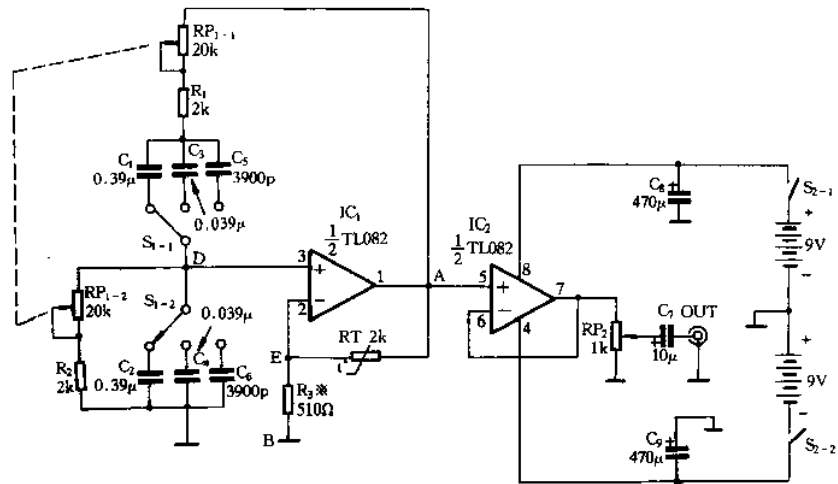 RP₁₋₁
20k
R₁
2k
C₁
C₃
C₅
0.39μ
3900p
0.039μ
S₁₋₁
D
RP₁₋₂
20k
S₁₋₂
0.039μ
R₂
2k
0.39μ
C₂
C₄
C₆
3900p
IC₁
1/2 TL082
3
+
1
2
−
A
E
RT 2k
t°
R₃※
510Ω
B
IC₂
1/2 TL082
5
+
8
7
6
−
4
RP₂
1k
C₇
OUT
+
10μ
C₈
+
470μ
S₂₋₁
+
9V
−
+
9V
−
C₉
+
470μ
S₂₋₂